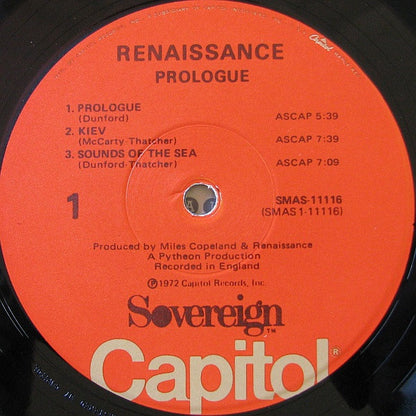 RENAISSANCE
PROLOGUE
1. PROLOGUE
(Dunford) ASCAP 5:39
2. KIEV
(McCarty-Thatcher) ASCAP 7:39
3. SOUNDS OF THE SEA
(Dunford-Thatcher) ASCAP 7:09
1
SMAS-11116
(SMAS 1-11116)
Produced by Miles Copeland & Renaissance
A Pytheon Production
Recorded in England
℗1972 Capitol Records, Inc.
Sovereign™
Capitol®